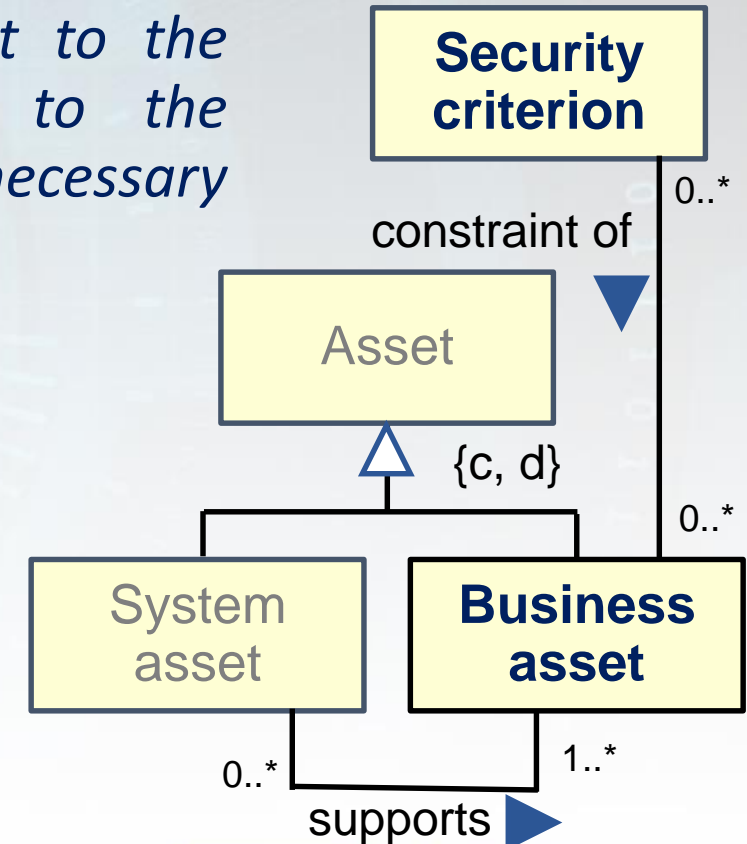 t to the
to the
necessary
Security
criterion
0..*
constraint of
Asset
{c, d}
0..*
System
asset
Business
asset
0..*
1..*
supports